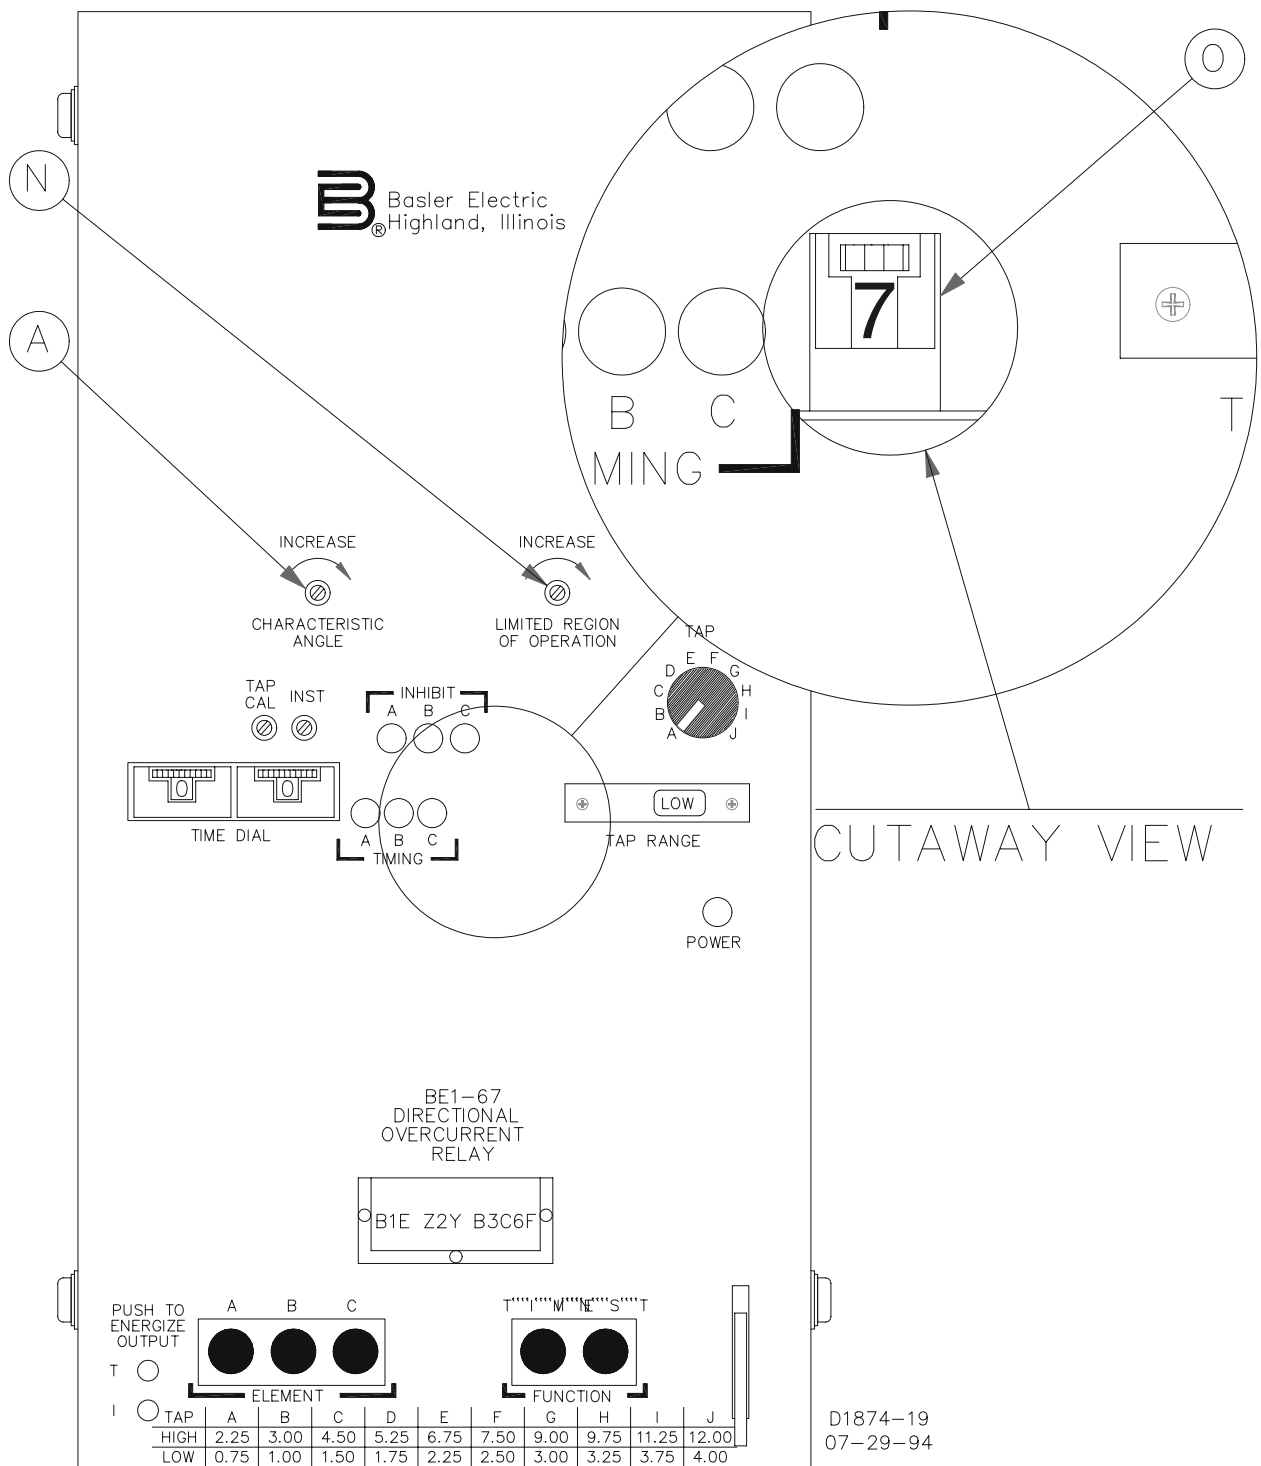 O
N
Basler Electric
Highland, Illinois
®
A
7
B C
MING
T
INCREASE
CHARACTERISTIC
ANGLE
INCREASE
LIMITED REGION
OF OPERATION
TAP
A B C D E F G H I J
TAP
CAL
INST
INHIBIT
A B C
0 0
TIME DIAL
A B C
TIMING
LOW
TAP RANGE
CUTAWAY VIEW
POWER
BE1-67
DIRECTIONAL
OVERCURRENT
RELAY
B1E Z2Y B3C6F
PUSH TO
ENERGIZE
OUTPUT
T
I
A B C
ELEMENT
FUNCTION
TAP A B C D E F G H I J
HIGH 2.25 3.00 4.50 5.25 6.75 7.50 9.00 9.75 11.25 12.00
LOW 0.75 1.00 1.50 1.75 2.25 2.50 3.00 3.25 3.75 4.00
D1874-19
07-29-94